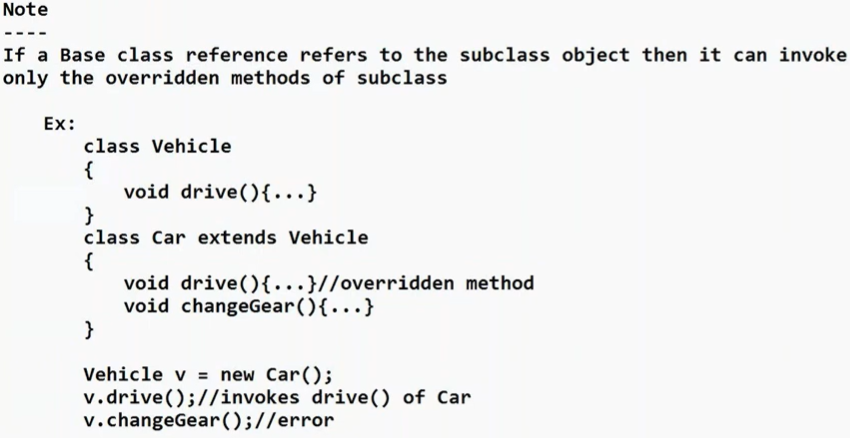 Note
----
If a Base class reference refers to the subclass object then it can invoke
only the overridden methods of subclass
Ex:
class Vehicle
{
void drive(){...}
}
class Car extends Vehicle
{
void drive(){...}//overridden method
void changeGear(){...}
}
Vehicle v = new Car();
v.drive();//invokes drive() of Car
v.changeGear();//error